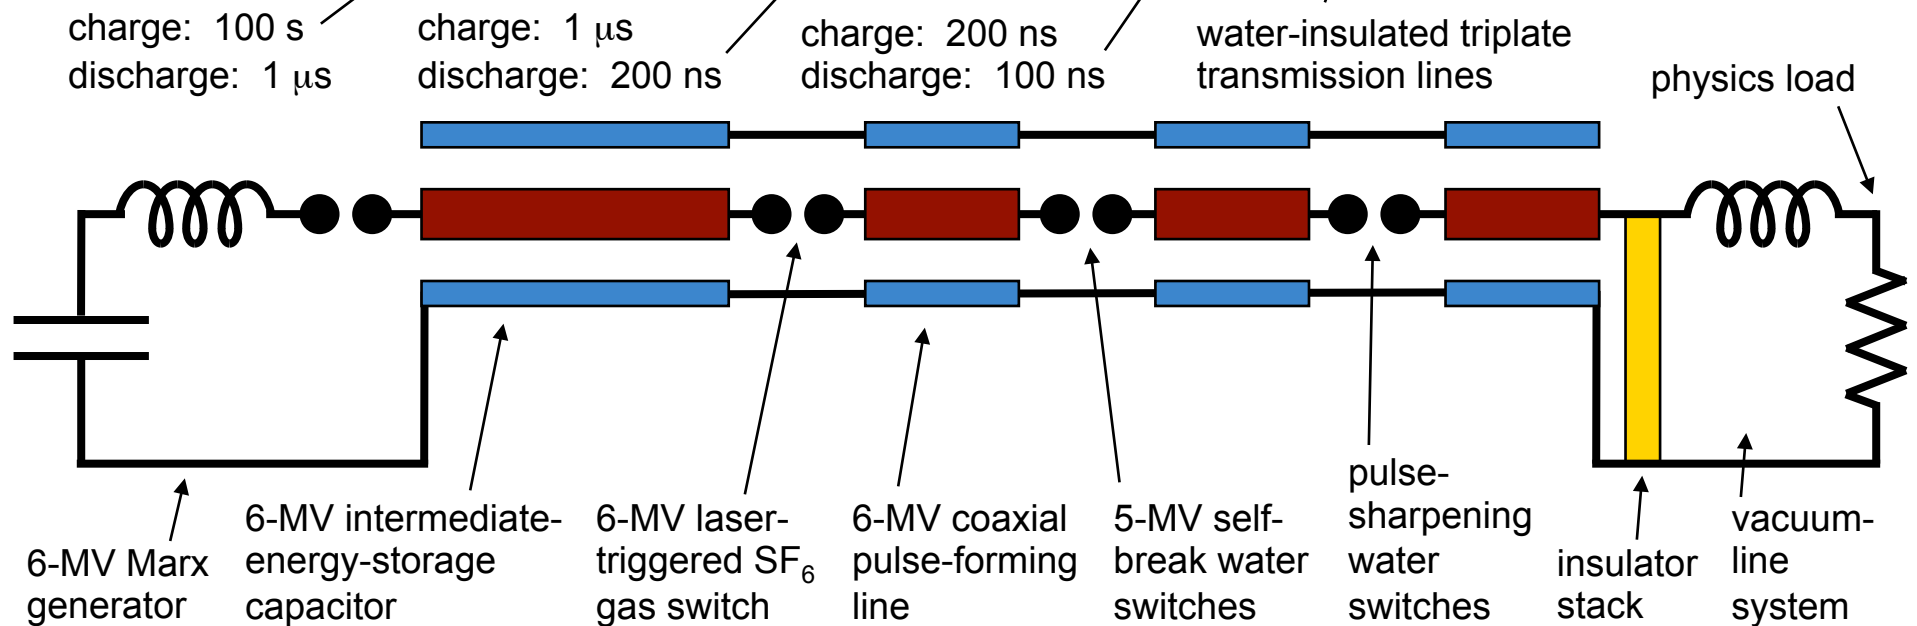 charge: 100 s
discharge: 1 μs
charge: 1 μs
discharge: 200 ns
charge: 200 ns
discharge: 100 ns
water-insulated triplate
transmission lines
physics load
6-MV Marx
generator
6-MV intermediate-
energy-storage
capacitor
6-MV laser-
triggered SF₆
gas switch
6-MV coaxial
pulse-forming
line
5-MV self-
break water
switches
pulse-
sharpening
water
switches
insulator
stack
vacuum-
line
system